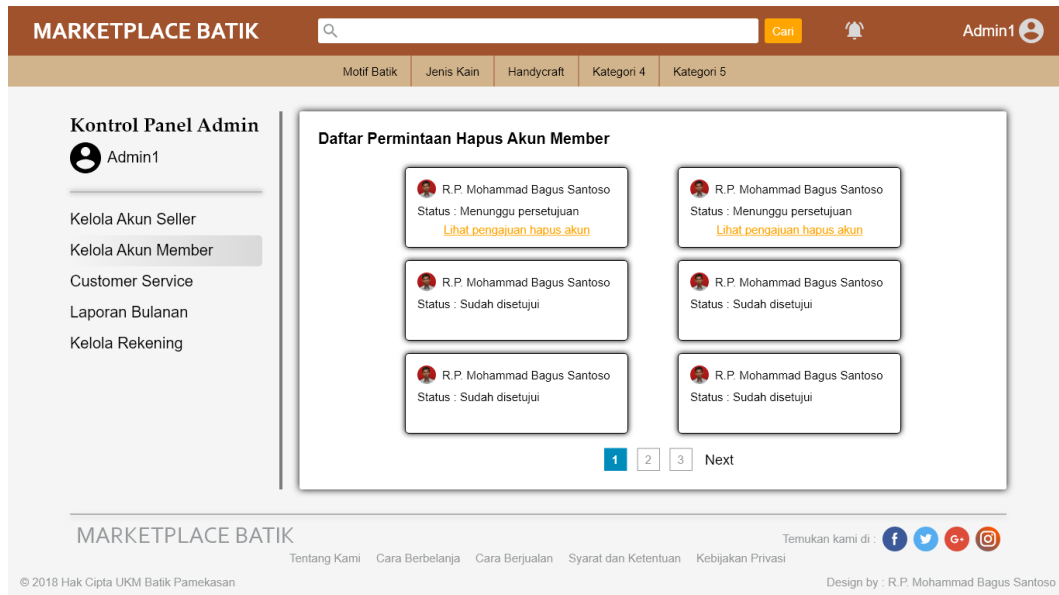 MARKETPLACE BATIK
Cari
Admin1
Motif Batik
Jenis Kain
Handycraft
Kategori 4
Kategori 5
Kontrol Panel Admin
Admin1
Kelola Akun Seller
Kelola Akun Member
Customer Service
Laporan Bulanan
Kelola Rekening
Daftar Permintaan Hapus Akun Member
R.P. Mohammad Bagus Santoso
Status : Menunggu persetujuan
Lihat pengajuan hapus akun
R.P. Mohammad Bagus Santoso
Status : Menunggu persetujuan
Lihat pengajuan hapus akun
R.P. Mohammad Bagus Santoso
Status : Sudah disetujui
R.P. Mohammad Bagus Santoso
Status : Sudah disetujui
R.P. Mohammad Bagus Santoso
Status : Sudah disetujui
R.P. Mohammad Bagus Santoso
Status : Sudah disetujui
1 2 3 Next
MARKETPLACE BATIK
Temukan kami di : f G+
Tentang Kami Cara Berbelanja Cara Berjualan Syarat dan Ketentuan Kebijakan Privasi
© 2018 Hak Cipta UKM Batik Pamekasan
Design by : R.P. Mohammad Bagus Santoso